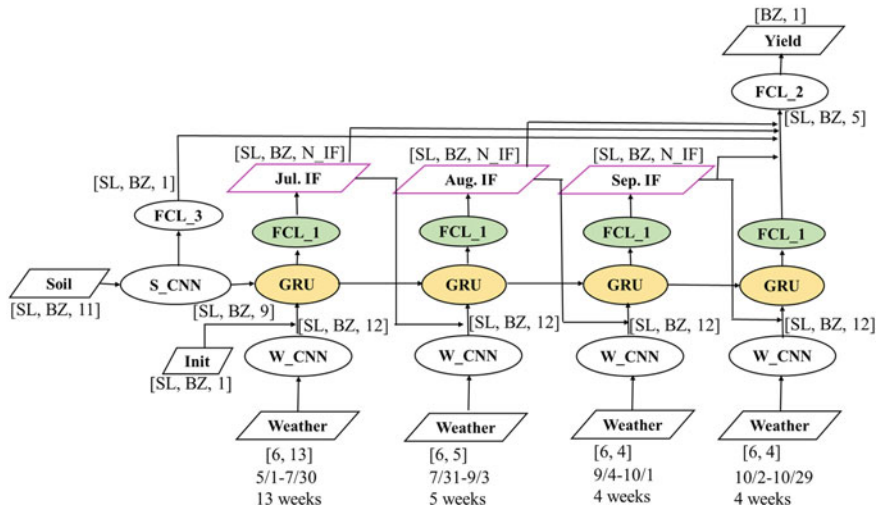 [BZ, 1]
Yield
FCL_2
[SL, BZ, 5]
[SL, BZ, N_IF]
[SL, BZ, N_IF]
[SL, BZ, N_IF]
Jul. IF
Aug. IF
Sep. IF
[SL, BZ, 1]
FCL_3
FCL_1
FCL_1
FCL_1
FCL_1
Soil
S_CNN
GRU
GRU
GRU
GRU
[SL, BZ, 11]
[SL, BZ, 9]
[SL, BZ, 12]
[SL, BZ, 12]
[SL, BZ, 12]
[SL, BZ, 12]
Init
W_CNN
W_CNN
W_CNN
W_CNN
[SL, BZ, 1]
Weather
Weather
Weather
Weather
[6, 13]
[6, 5]
[6, 4]
[6, 4]
5/1-7/30
7/31-9/3
9/4-10/1
10/2-10/29
13 weeks
5 weeks
4 weeks
4 weeks